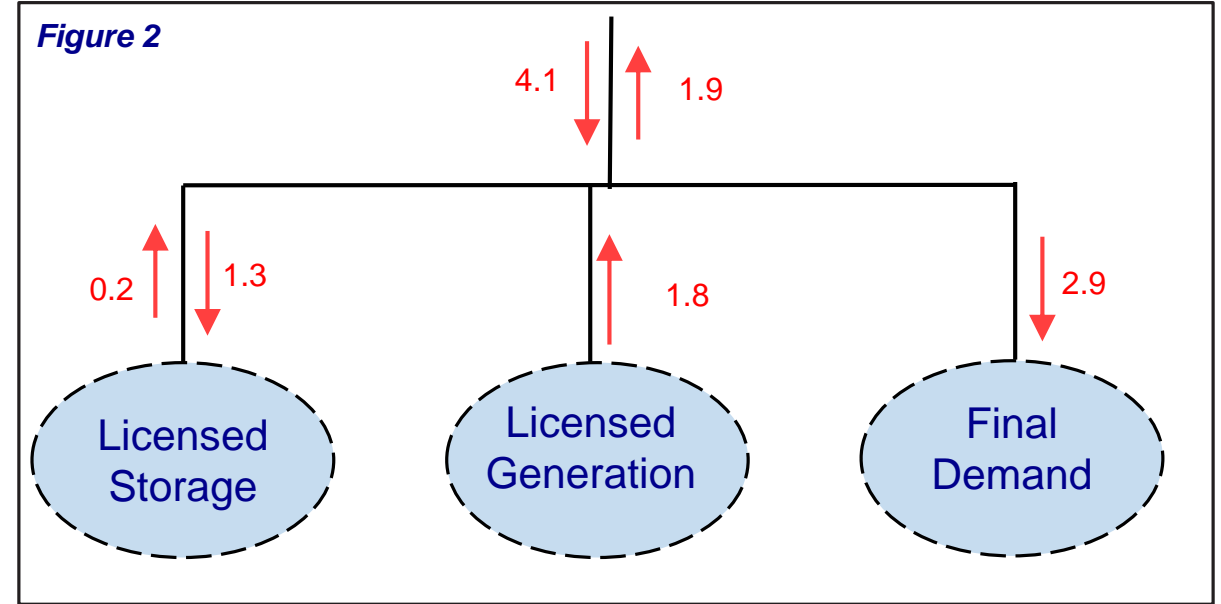 Figure 2
4.1
1.9
0.2
1.3
1.8
2.9
Licensed
Storage
Licensed
Generation
Final
Demand